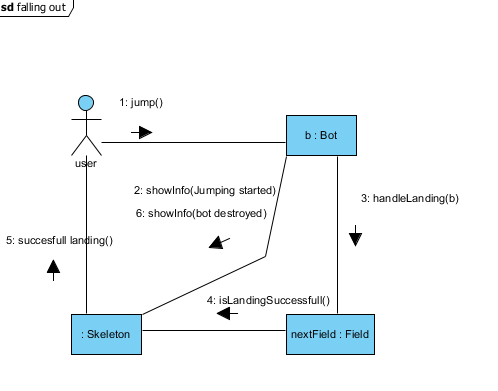 sd falling out
1: jump()
b : Bot
user
2: showInfo(Jumping started)
3: handleLanding(b)
6: showInfo(bot destroyed)
5: succesfull landing()
4: isLandingSuccessfull()
: Skeleton
nextField : Field